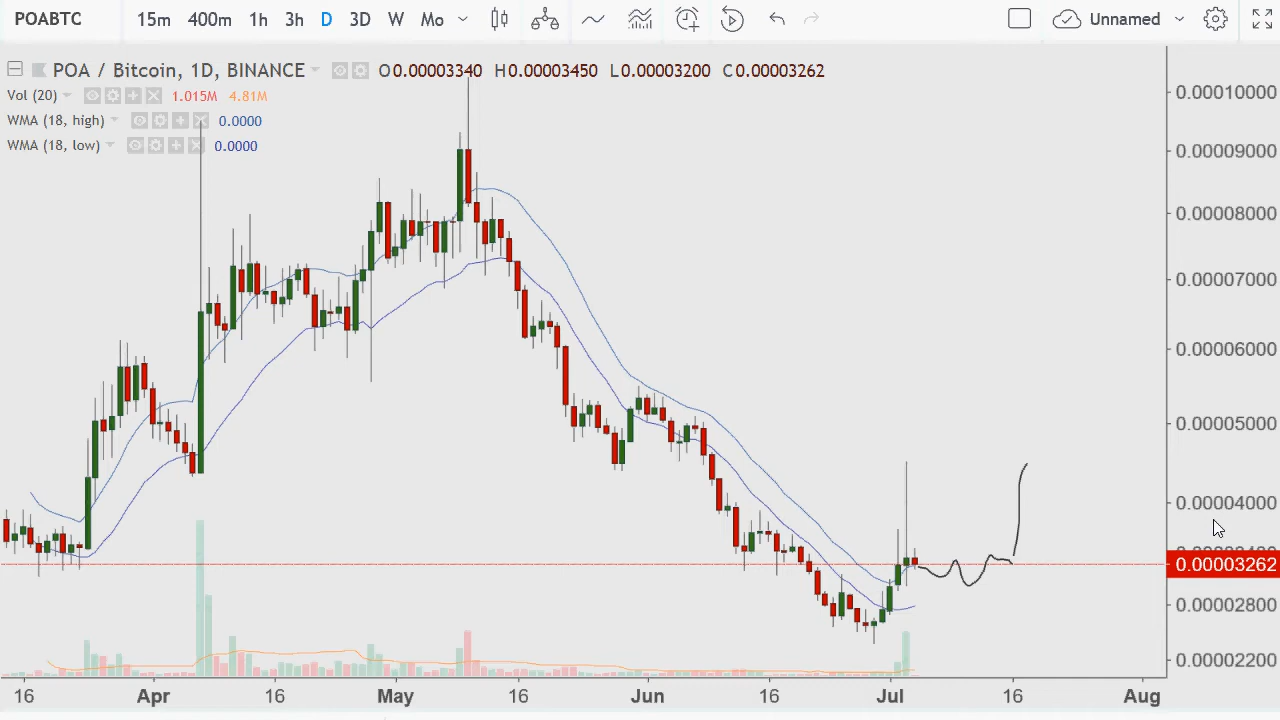 POABTC 15m 400m 1h 3h D 3D W Mo Unnamed
POA / Bitcoin, 1D, BINANCE O0.00003340 H0.00003450 L0.00003200 C0.00003262
Vol (20) 1.015M 4.81M
WMA (18, high) 0.0000
WMA (18, low) 0.0000
0.00010000
0.00009000
0.00008000
0.00007000
0.00006000
0.00005000
0.00004000
0.00003262
0.00002800
0.00002200
16 Apr 16 May 16 Jun 16 Jul 16 Aug